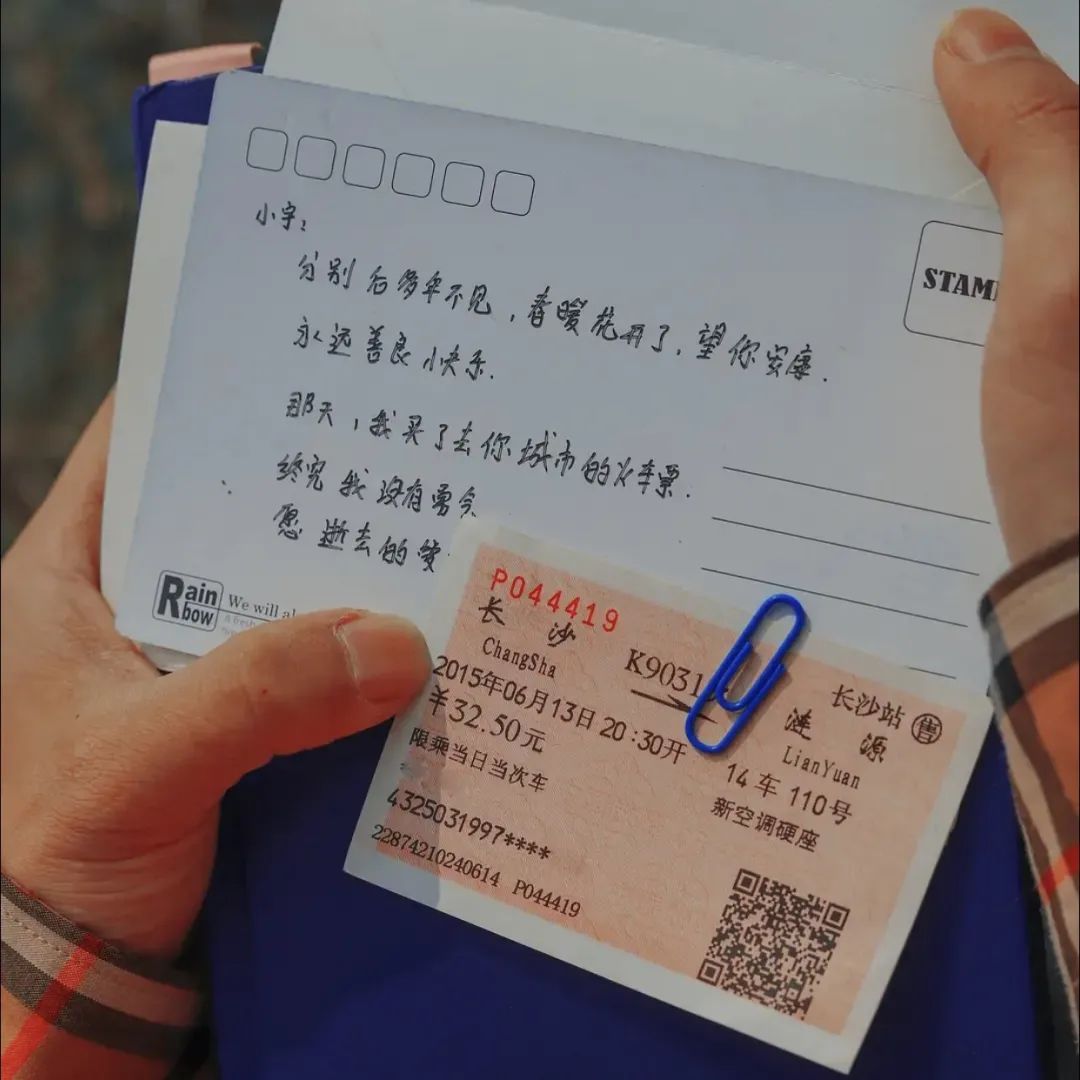 小宇：
分别后多年不见，春暖花开了，望你安康．
永远善良 快乐．
那天，我买了去你城市的火车票．
终究我没有勇
愿逝去的
STAM
Rainbow
We will al
P044419
长沙
ChangSha
K9031
长沙站 售
涟源
LianYuan
2015年06月13日 20:30开
14车 110号
¥32.50元
新空调硬座
限乘当日当次车
4325031997****
22874210240614 P044419